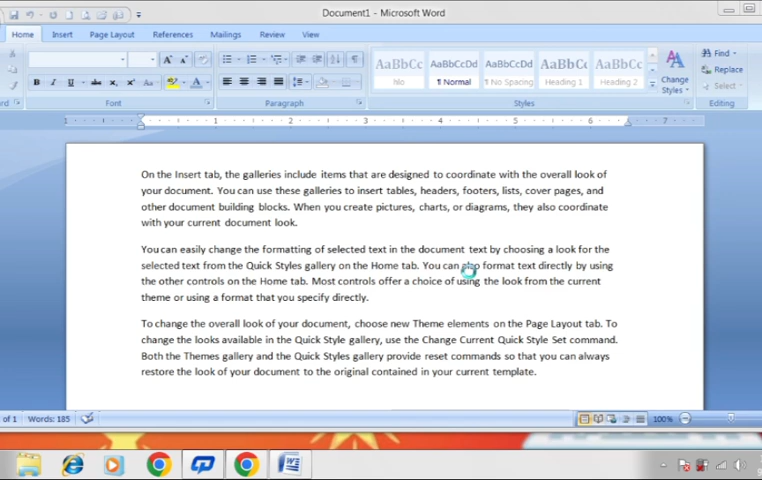 Document1 - Microsoft Word
Home Insert Page Layout References Mailings Review View
AaBbCc AaBbCcDd AaBbCcDd AaBbCc AaBbCc
hlo ¶ Normal ¶ No Spacing Heading 1 Heading 2
Change
Styles
Find
Replace
Select
Font Paragraph Styles Editing
1 1 2 3 4 5 6 7
On the Insert tab, the galleries include items that are designed to coordinate with the overall look of
your document. You can use these galleries to insert tables, headers, footers, lists, cover pages, and
other document building blocks. When you create pictures, charts, or diagrams, they also coordinate
with your current document look.
You can easily change the formatting of selected text in the document text by choosing a look for the
selected text from the Quick Styles gallery on the Home tab. You can also format text directly by using
the other controls on the Home tab. Most controls offer a choice of using the look from the current
theme or using a format that you specify directly.
To change the overall look of your document, choose new Theme elements on the Page Layout tab. To
change the looks available in the Quick Style gallery, use the Change Current Quick Style Set command.
Both the Themes gallery and the Quick Styles gallery provide reset commands so that you can always
restore the look of your document to the original contained in your current template.
of 1 Words: 185 100%